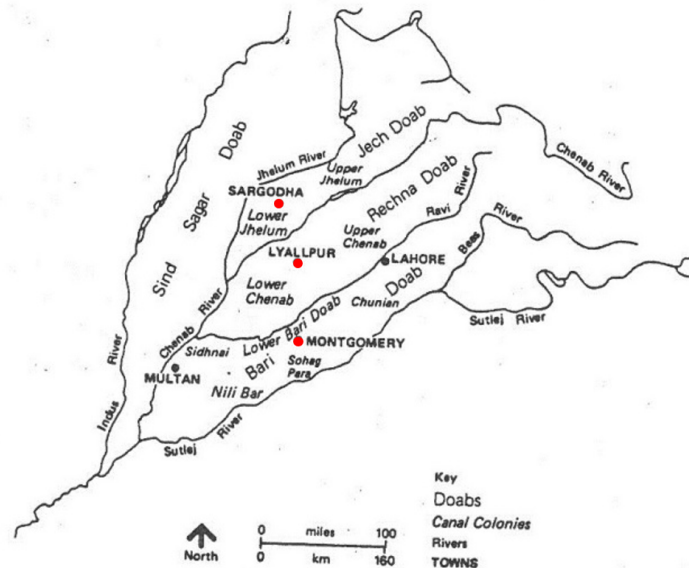 Jech Doab
Chenab River
Sind Sagar Doab
Jhelum River
Upper
Jhelum
SARGODHA
Lower
Jhelum
Rechna Doab
Ravi River
Upper
Chenab
LYALLPUR
LAHORE
Beas River
Doab
Lower
Chenab
Chunian
Sutlej River
Chenab River
Sidhnai
Lower Bari Doab
MONTGOMERY
Bari
Sohag
Para
MULTAN
Nili Bar
Indus River
Sutlej River
Key
Doabs
Canal Colonies
Rivers
TOWNS
North
0 miles 100
0 km 160